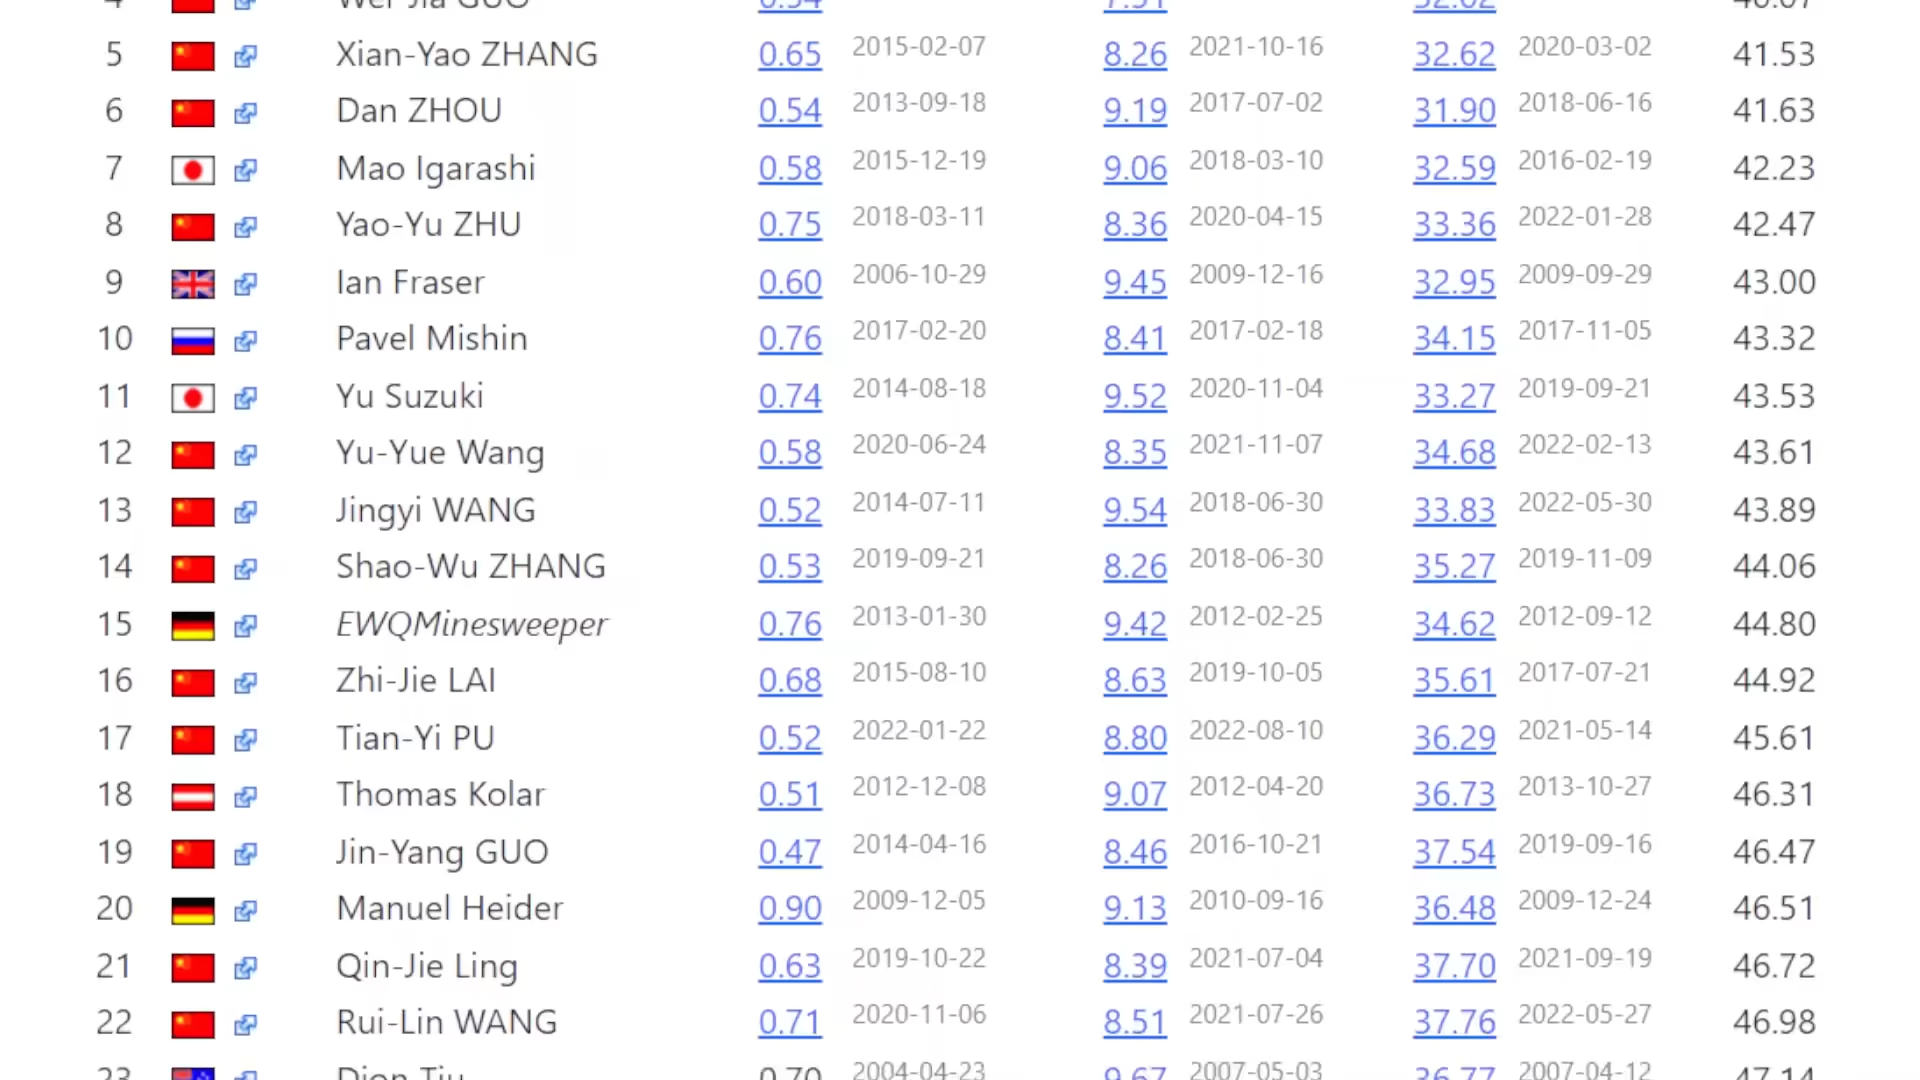 5 Xian-Yao ZHANG 0.65 2015-02-07 8.26 2021-10-16 32.62 2020-03-02 41.53
6 Dan ZHOU 0.54 2013-09-18 9.19 2017-07-02 31.90 2018-06-16 41.63
7 Mao Igarashi 0.58 2015-12-19 9.06 2018-03-10 32.59 2016-02-19 42.23
8 Yao-Yu ZHU 0.75 2018-03-11 8.36 2020-04-15 33.36 2022-01-28 42.47
9 Ian Fraser 0.60 2006-10-29 9.45 2009-12-16 32.95 2009-09-29 43.00
10 Pavel Mishin 0.76 2017-02-20 8.41 2017-02-18 34.15 2017-11-05 43.32
11 Yu Suzuki 0.74 2014-08-18 9.52 2020-11-04 33.27 2019-09-21 43.53
12 Yu-Yue Wang 0.58 2020-06-24 8.35 2021-11-07 34.68 2022-02-13 43.61
13 Jingyi WANG 0.52 2014-07-11 9.54 2018-06-30 33.83 2022-05-30 43.89
14 Shao-Wu ZHANG 0.53 2019-09-21 8.26 2018-06-30 35.27 2019-11-09 44.06
15 EWQMinesweeper 0.76 2013-01-30 9.42 2012-02-25 34.62 2012-09-12 44.80
16 Zhi-Jie LAI 0.68 2015-08-10 8.63 2019-10-05 35.61 2017-07-21 44.92
17 Tian-Yi PU 0.52 2022-01-22 8.80 2022-08-10 36.29 2021-05-14 45.61
18 Thomas Kolar 0.51 2012-12-08 9.07 2012-04-20 36.73 2013-10-27 46.31
19 Jin-Yang GUO 0.47 2014-04-16 8.46 2016-10-21 37.54 2019-09-16 46.47
20 Manuel Heider 0.90 2009-12-05 9.13 2010-09-16 36.48 2009-12-24 46.51
21 Qin-Jie Ling 0.63 2019-10-22 8.39 2021-07-04 37.70 2021-09-19 46.72
22 Rui-Lin WANG 0.71 2020-11-06 8.51 2021-07-26 37.76 2022-05-27 46.98
2004-04-23 2007-05-03 2007-04-12